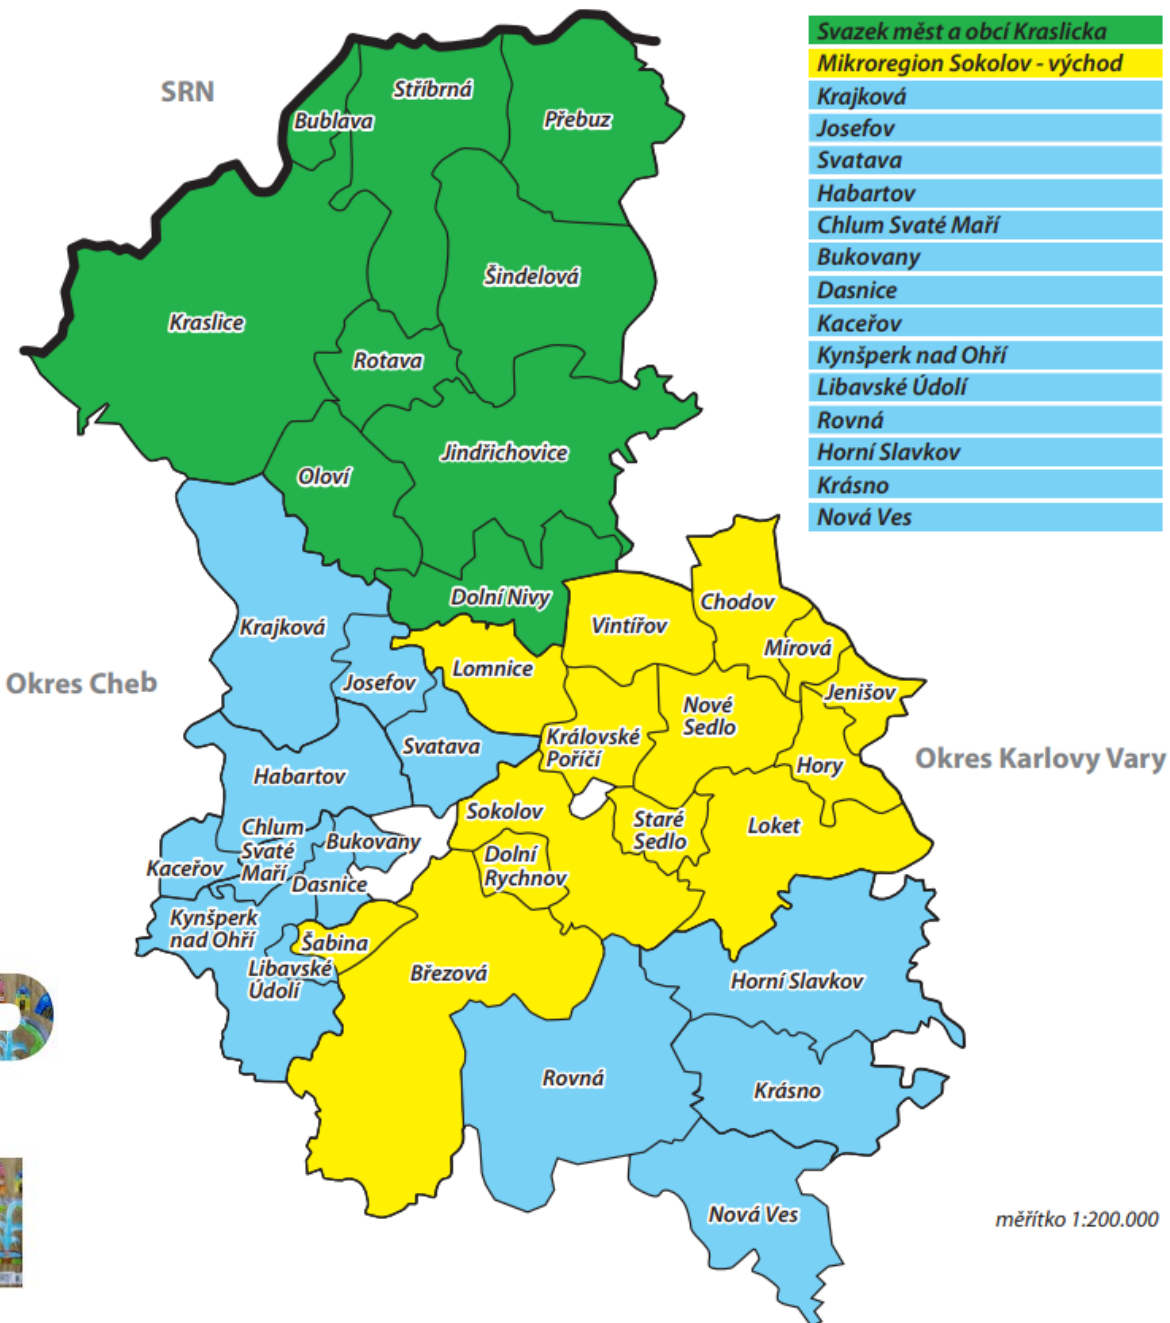 Svazek měst a obcí Kraslicka
Mikroregion Sokolov - východ
Krajková
Josefov
Svatava
Habartov
Chlum Svaté Maří
Bukovany
Dasnice
Kaceřov
Kynšperk nad Ohří
Libavské Údolí
Rovná
Horní Slavkov
Krásno
Nová Ves
SRN
Stříbrná
Bublava
Přebuz
Šindelová
Kraslice
Rotava
Jindřichovice
Oloví
Dolní Nivy
Chodov
Vintířov
Krajková
Mírová
Lomnice
Okres Cheb
Josefov
Jenišov
Nové
Sedlo
Královské
Poříčí
Svatava
Okres Karlovy Vary
Hory
Habartov
Sokolov
Staré
Sedlo
Loket
Chlum
Svaté
Maří
Bukovany
Dolní
Rychnov
Kaceřov
Dasnice
Kynšperk
nad Ohří
Šabina
Libavské
Údolí
Březová
Horní Slavkov
Rovná
Krásno
Nová Ves
měřítko 1:200.000